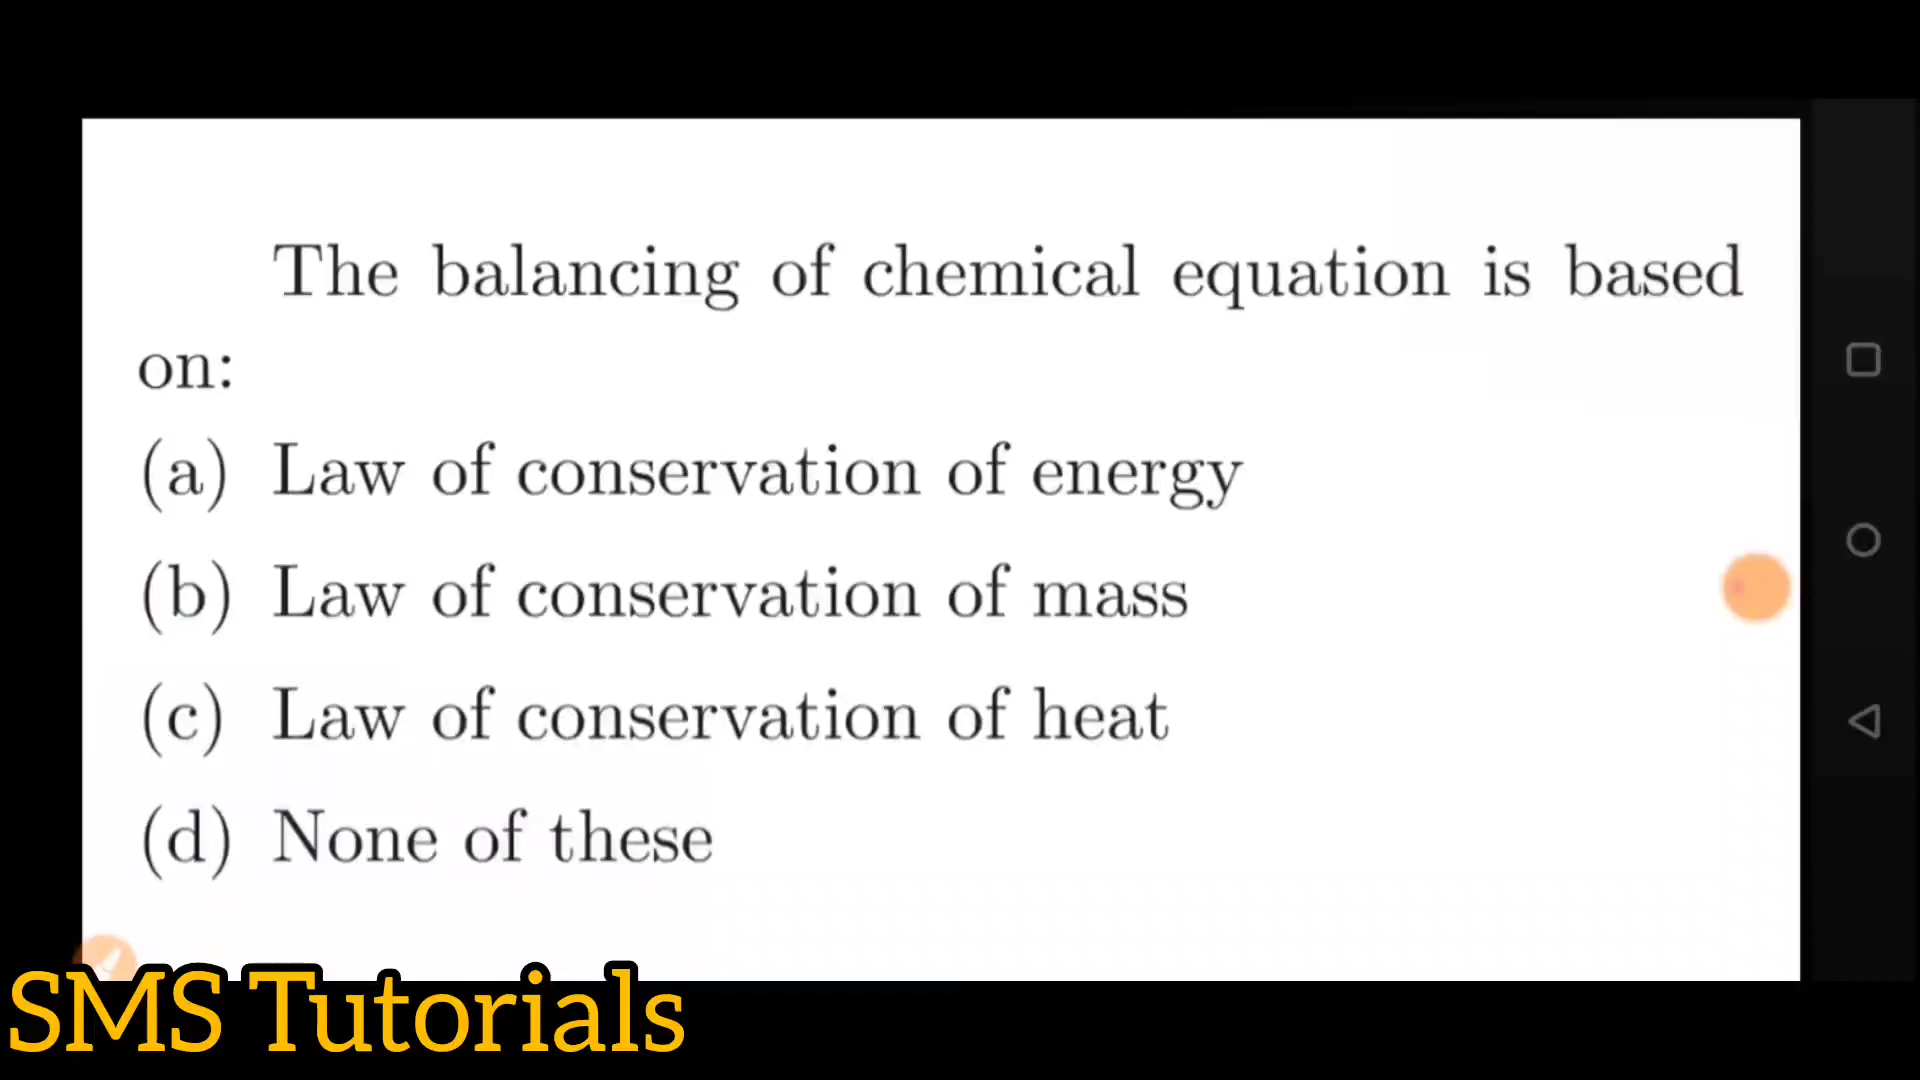 The balancing of chemical equation is based
on:
(a) Law of conservation of energy
(b) Law of conservation of mass
(c) Law of conservation of heat
(d) None of these
SMS Tutorials